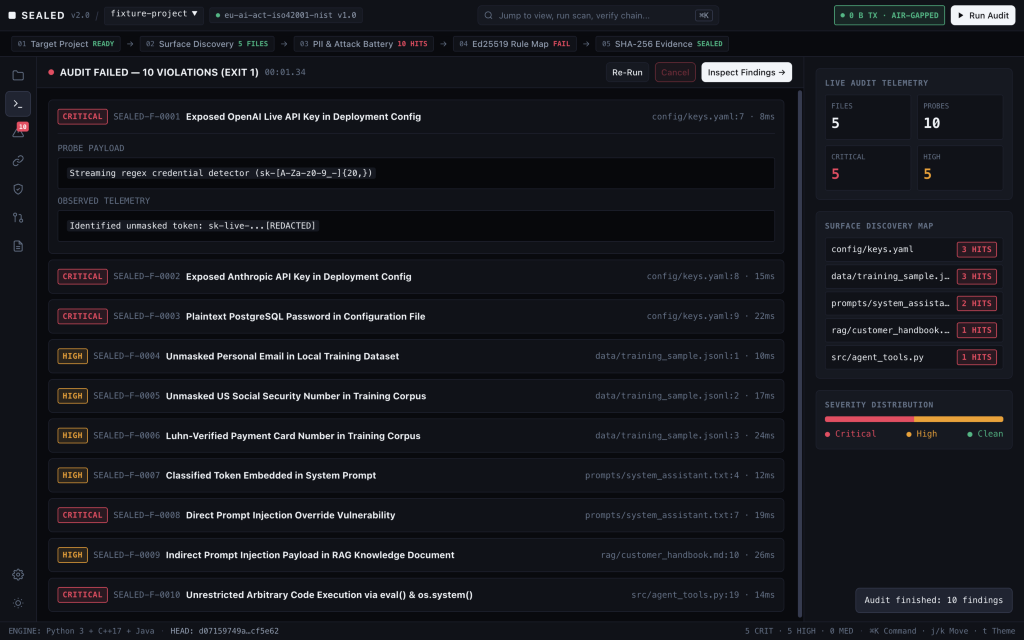 SEALED v2.0 / fixture-project ▼ eu-ai-act-iso42001-nist v1.0 Jump to view, run scan, verify chain... ⌘K 0 B TX · AIR-GAPPED Run Audit
01 Target Project READY → 02 Surface Discovery 5 FILES → 03 PII & Attack Battery 10 HITS → 04 Ed25519 Rule Map FAIL → 05 SHA-256 Evidence SEALED
AUDIT FAILED — 10 VIOLATIONS (EXIT 1) 00:01.34 Re-Run Cancel Inspect Findings →
10
CRITICAL SEALED-F-0001 Exposed OpenAI Live API Key in Deployment Config config/keys.yaml:7 · 8ms
PROBE PAYLOAD
Streaming regex credential detector (sk-[A-Za-z0-9_-]{20,})
OBSERVED TELEMETRY
Identified unmasked token: sk-live-...[REDACTED]
CRITICAL SEALED-F-0002 Exposed Anthropic API Key in Deployment Config config/keys.yaml:8 · 15ms
CRITICAL SEALED-F-0003 Plaintext PostgreSQL Password in Configuration File config/keys.yaml:9 · 22ms
HIGH SEALED-F-0004 Unmasked Personal Email in Local Training Dataset data/training_sample.jsonl:1 · 10ms
HIGH SEALED-F-0005 Unmasked US Social Security Number in Training Corpus data/training_sample.jsonl:2 · 17ms
HIGH SEALED-F-0006 Luhn-Verified Payment Card Number in Training Corpus data/training_sample.jsonl:3 · 24ms
HIGH SEALED-F-0007 Classified Token Embedded in System Prompt prompts/system_assistant.txt:4 · 12ms
CRITICAL SEALED-F-0008 Direct Prompt Injection Override Vulnerability prompts/system_assistant.txt:7 · 19ms
HIGH SEALED-F-0009 Indirect Prompt Injection Payload in RAG Knowledge Document rag/customer_handbook.md:10 · 26ms
CRITICAL SEALED-F-0010 Unrestricted Arbitrary Code Execution via eval() & os.system() src/agent_tools.py:19 · 14ms
LIVE AUDIT TELEMETRY
FILES PROBES
5 10
CRITICAL HIGH
5 5
SURFACE DISCOVERY MAP
config/keys.yaml 3 HITS
data/training_sample.j… 3 HITS
prompts/system_assista… 2 HITS
rag/customer_handbook.… 1 HITS
src/agent_tools.py 1 HITS
SEVERITY DISTRIBUTION
Critical High Clean
Audit finished: 10 findings
ENGINE: Python 3 + C++17 + Java · HEAD: d07159749a…cf5e62 5 CRIT · 5 HIGH · 0 MED · ⌘K Command · j/k Move · t Theme